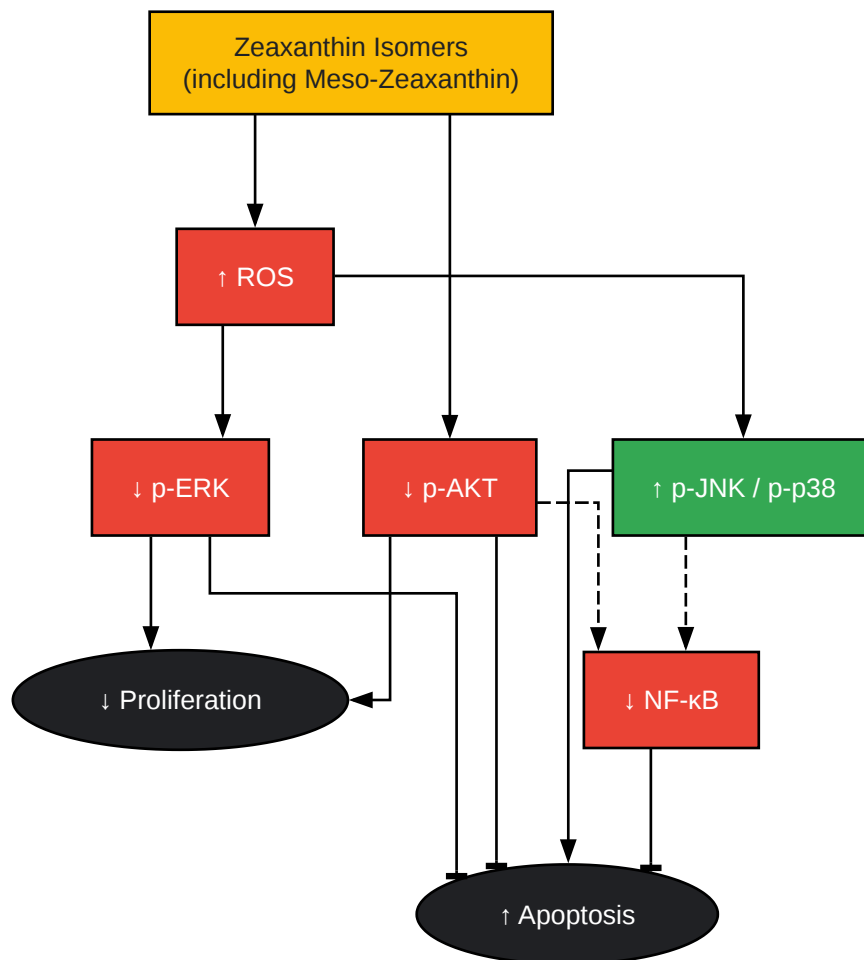 Zeaxanthin Isomers
(including Meso-Zeaxanthin)
↑ ROS
↓ p-ERK
↓ p-AKT
↑ p-JNK / p-p38
↓ Proliferation
↓ NF-κB
↑ Apoptosis